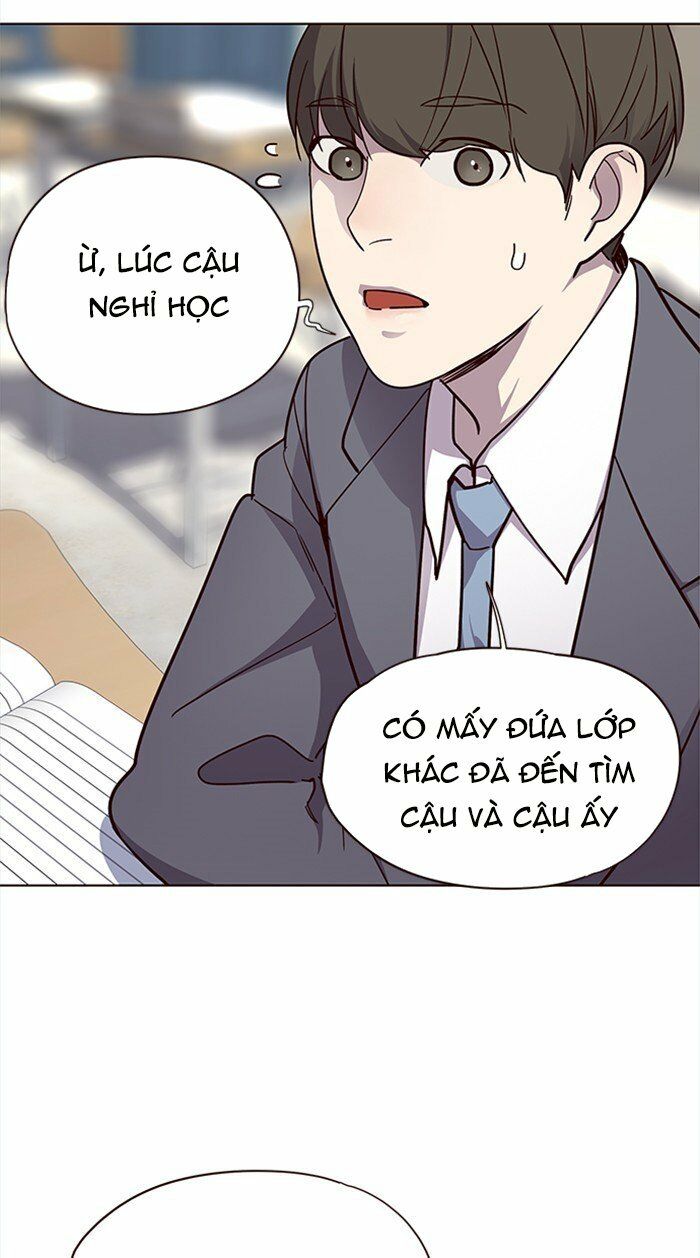 Ừ, LÚC CẬU
NGHỈ HỌC
CÓ MẤY ĐỨA LỚP
KHÁC ĐÃ ĐẾN TÌM
CẬU VÀ CẬU ẤY